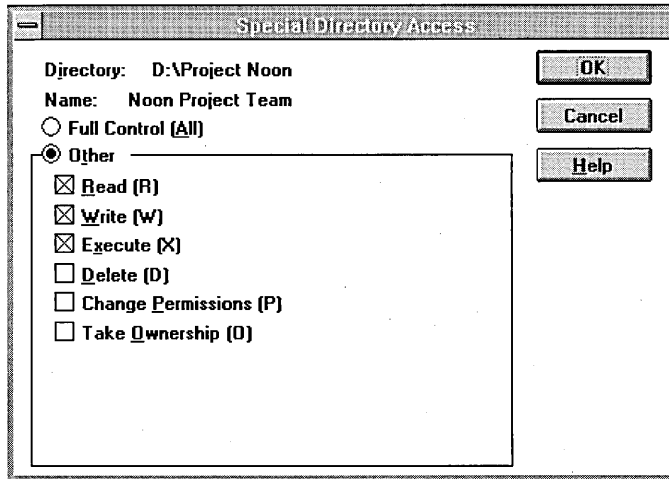 Special Directory Access
Directory: D:\Project Noon
Name: Noon Project Team
Full Control (All)
Other
Read (R)
Write (W)
Execute (X)
Delete (D)
Change Permissions (P)
Take Ownership (O)
OK
Cancel
Help